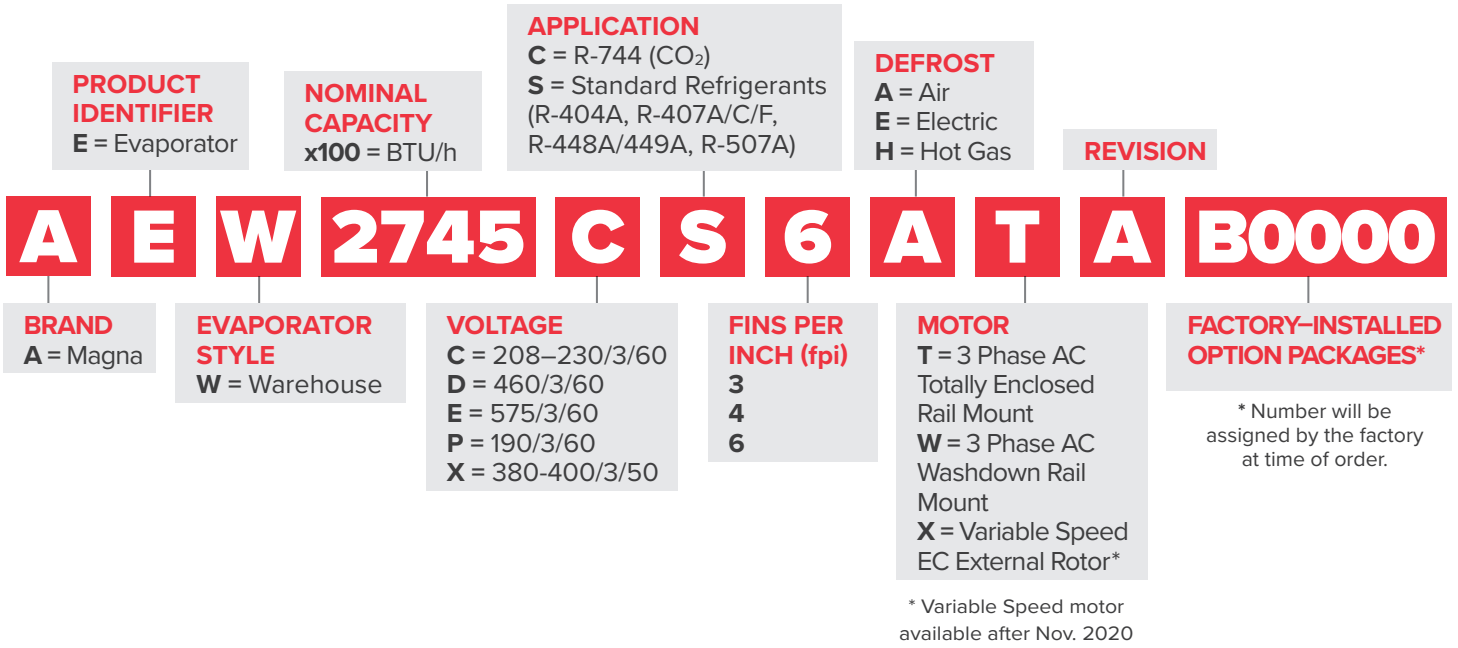 PRODUCT
IDENTIFIER
E = Evaporator
NOMINAL
CAPACITY
x100 = BTU/h
APPLICATION
C = R-744 (CO₂)
S = Standard Refrigerants
(R-404A, R-407A/C/F,
R-448A/449A, R-507A)
DEFROST
A = Air
E = Electric
H = Hot Gas
REVISION
A E W 2745 C S 6 A T A B0000
BRAND
A = Magna
EVAPORATOR
STYLE
W = Warehouse
VOLTAGE
C = 208–230/3/60
D = 460/3/60
E = 575/3/60
P = 190/3/60
X = 380-400/3/50
FINS PER
INCH (fpi)
3
4
6
MOTOR
T = 3 Phase AC
Totally Enclosed
Rail Mount
W = 3 Phase AC
Washdown Rail
Mount
X = Variable Speed
EC External Rotor*
* Variable Speed motor
available after Nov. 2020
FACTORY–INSTALLED
OPTION PACKAGES*
* Number will be
assigned by the factory
at time of order.